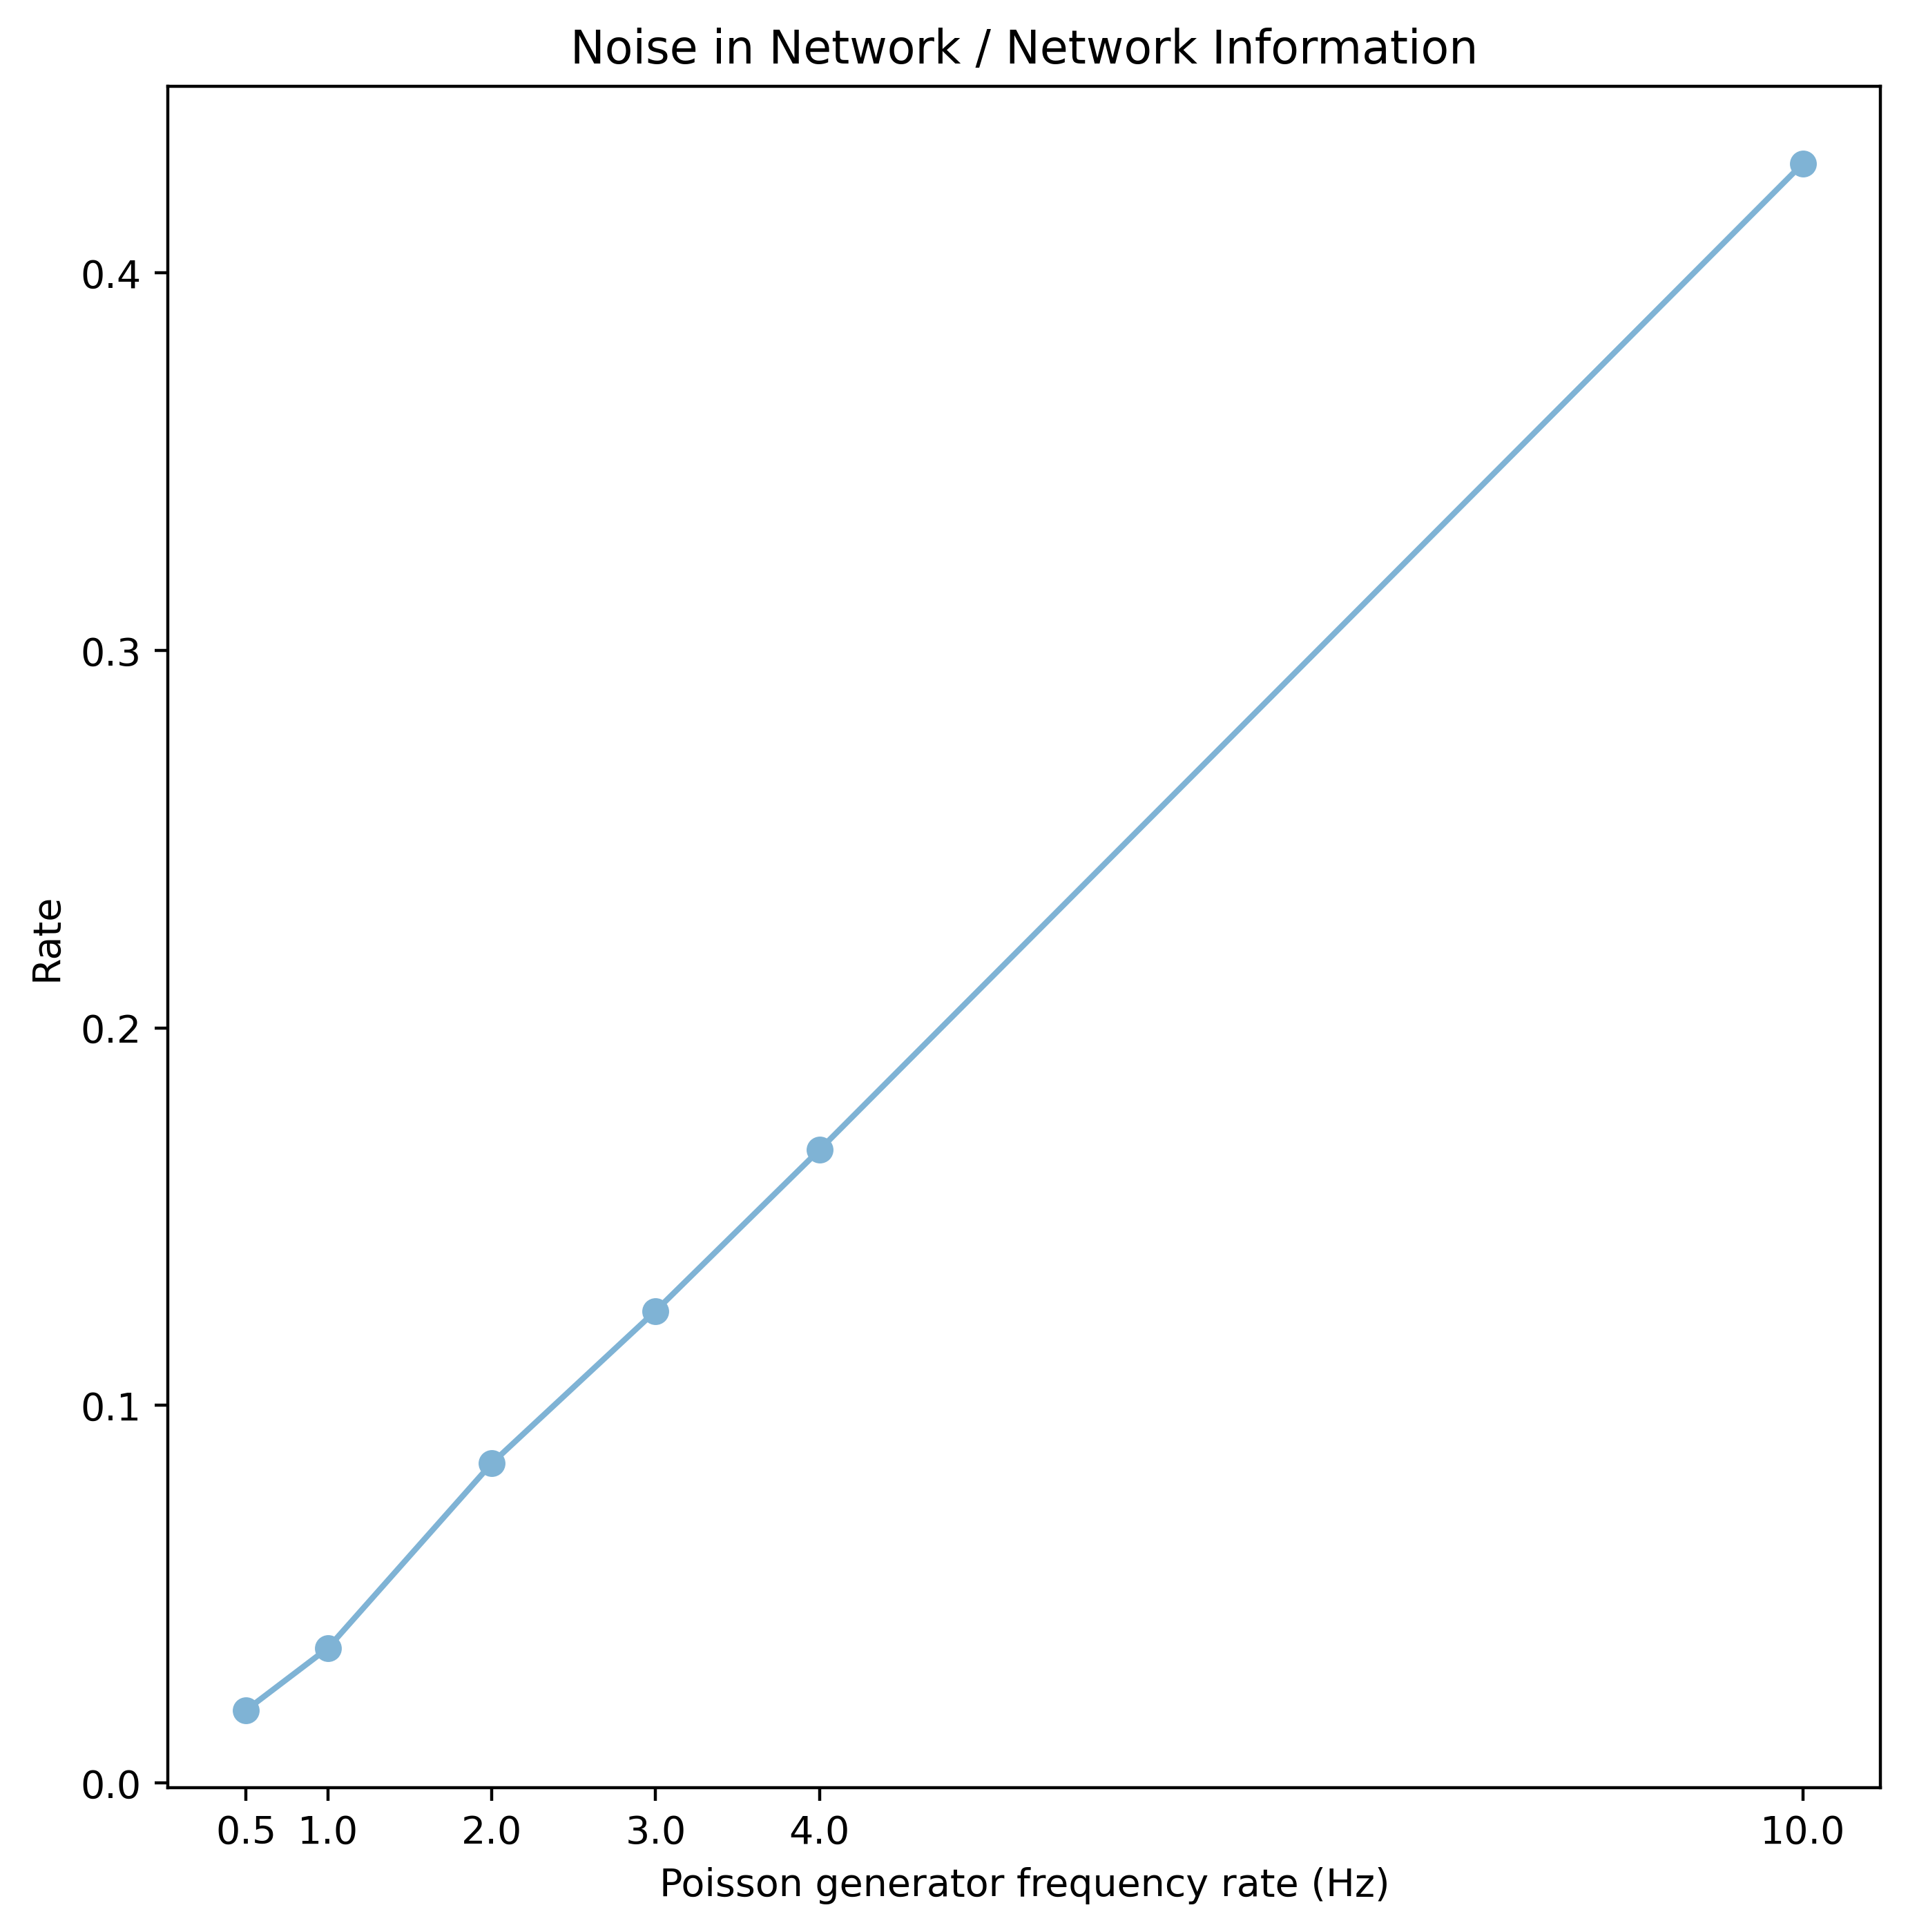 Noise in Network / Network Information
0.4
0.3
0.2
0.1
0.0
Rate
0.5 1.0 2.0 3.0 4.0 10.0
Poisson generator frequency rate (Hz)